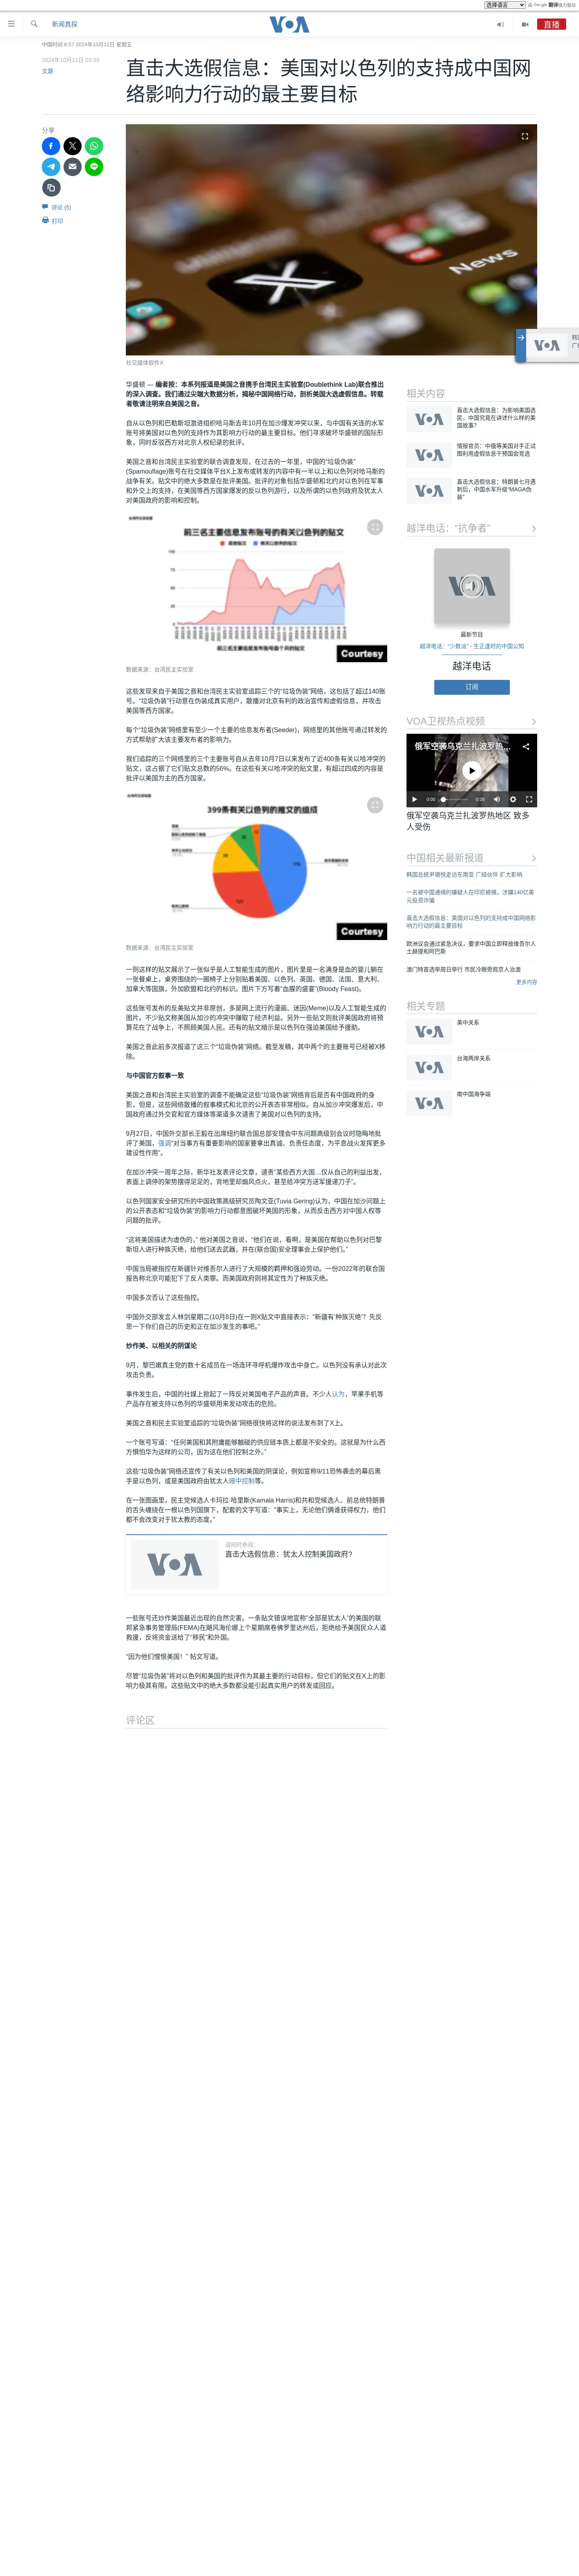 选择语言 由 Google 翻译强力驱动
新闻真探
VOA
直播
中国时间 6:57 2024年10月11日 星期五
2024年10月11日 03:09
文灏
直击大选假信息：美国对以色列的支持成中国网
络影响力行动的最主要目标
分享
评论 (5)
打印
News
社交媒体软件X
华盛顿 — 编者按：本系列报道是美国之音携手台湾民主实验室(Doublethink Lab)联合推出
的深入调查。我们通过尖端大数据分析，揭秘中国网络行动，剖析美国大选虚假信息。转载
者敬请注明来自美国之音。
自从以色列和巴勒斯坦激进组织哈马斯去年10月在加沙爆发冲突以来，与中国有关连的水军
账号将美国对以色列的支持作为其影响力行动的最主要目标。他们寻求破坏华盛顿的国际形
象，同时反驳西方对北京人权纪录的批评。
美国之音和台湾民主实验室的联合调查发现，在过去的一年里，中国的“垃圾伪装”
(Spamouflage)账号在社交媒体平台X上发布或转发的内容中有一半以上和以色列对哈马斯的
战争有关。贴文中的绝大多数是在批评美国。批评的对象包括华盛顿和北约对以色列在军事
和外交上的支持，在美国等西方国家爆发的反以色列游行，以及所谓的以色列政府及犹太人
对美国政府的影响和控制。
前三名主要信息发布者的有关以色列的贴文
Courtesy
数据来源：台湾民主实验室
这些发现来自于美国之音和台湾民主实验室追踪三个的“垃圾伪装”网络，这包括了超过140账
号。“垃圾伪装”行动意在伪装成真实用户，散播对北京有利的政治宣传和虚假信息，并攻击
美国等西方国家。
每个“垃圾伪装”网络里有至少一个主要的信息发布者(Seeder)，网络里的其他账号通过转发的
方式帮助扩大该主要发布者的影响力。
我们追踪的三个网络里的三个主要账号自从去年10月7日以来发布了近400条有关以哈冲突的
贴文，这占据了它们贴文总数的56%。在这些有关以哈冲突的贴文里，有超过四成的内容是
批评以美国为主的西方国家。
399条有关以色列的推文的分类
Courtesy
数据来源：台湾民主实验室
一则这样的贴文展示了一张似乎是人工智能生成的图片，图片里是一名满身是血的婴儿躺在
一张餐桌上，桌旁围绕的一圈椅子上分别贴着美国、以色列、英国、德国、法国、意大利、
加拿大等国旗，外加欧盟和北约的标识。图片下方写着“血腥的盛宴”(Bloody Feast)。
这些账号发布的反美贴文并非原创，多是网上流行的漫画、迷因(Meme)以及人工智能生成的
图片。不少贴文称美国从日益升级的中东冲突中赚取了经济利益。另外一些贴文则批评美国政府将预
算花在了战争上，不照顾美国人民。还有的贴文暗示是以色列在强迫美国给予援助。
美国之音此前多次报道了这三个“垃圾伪装”网络。截至发稿，其中两个的主要账号已经被X移
除。
与中国官方叙事一致
美国之音和台湾民主实验室的调查不能确定这些“垃圾伪装”网络背后是否有中国政府的身
影，但是，这些网络散播的叙事模式和北京的公开表态非常相似。自从加沙冲突爆发后，中
国政府通过外交官和官方媒体等渠道多次谴责了美国对以色列的支持。
9月27日，中国外交部长王毅在出席纽约联合国总部安理会中东问题高级别会议时隐晦地批
评了美国，强调“对当事方有重要影响的国家要拿出真诚、负责任态度，为平息战火发挥更多
建设性作用”。
在加沙冲突一周年之际，新华社发表评论文章，谴责“某些西方大国…仅从自己的利益出发，
表面上调停的架势摆得足足的，背地里却煽风点火，甚至给冲突方送军援递刀子”。
以色列国家安全研究所的中国政策高级研究员陶文亚(Tuvia Gering)认为，中国在加沙问题上
的公开表态和“垃圾伪装”的影响力行动都意图破坏美国的形象，从而反击西方对中国人权等
问题的批评。
“这将美国描述为虚伪的，” 他对美国之音说，“他们在说，看啊，是美国在帮助以色列对巴黎
斯坦人进行种族灭绝，给他们送去武器，并在(联合国)安全理事会上保护他们。”
中国当局被指控在新疆针对维吾尔人进行了大规模的羁押和强迫劳动。一份2022年的联合国
报告称北京可能犯下了反人类罪。而美国政府则将其定性为了种族灭绝。
中国多次否认了这些指控。
中国外交部发言人林剑星期二(10月8日)在一则X贴文中直接表示：“新疆有‘种族灭绝’？先反
思一下你们自己的历史和正在加沙发生的事吧。”
炒作美、以相关的阴谋论
9月，黎巴嫩真主党的数十名成员在一场连环寻呼机爆炸攻击中身亡。以色列没有承认对此次
攻击负责。
事件发生后，中国的社媒上掀起了一阵反对美国电子产品的声音。不少人认为，苹果手机等
产品存在被支持以色列的华盛顿用来发动攻击的危险。
美国之音和民主实验室追踪的“垃圾伪装”网络很快将这样的说法发布到了X上。
一个账号写道：“任何美国和其附庸能够触碰的供应链本质上都是不安全的。这就是为什么西
方惧怕华为这样的公司，因为这在他们控制之外。”
这些“垃圾伪装”网络还宣传了有关以色列和美国的阴谋论，例如宣称9/11恐怖袭击的幕后黑
手是以色列，或是美国政府由犹太人暗中控制等。
在一张图画里，民主党候选人卡玛拉·哈里斯(Kamala Harris)和共和党候选人、前总统特朗普
的舌头缠绕在一根以色列国旗下，配套的文字写道：“事实上，无论他们俩谁获得权力，他们
都不会改变对于犹太教的态度。”
请同时参阅：
直击大选假信息：犹太人控制美国政府?
一些账号还炒作美国最近出现的自然灾害。一条贴文错误地宣称“全部是犹太人”的美国的联
邦紧急事务管理局(FEMA)在飓风海伦娜上个星期席卷佛罗里达州后，拒绝给予美国民众人道
救援，反将资金送给了“移民”和外国。
“因为他们憎恨美国！” 帖文写道。
尽管“垃圾伪装”将对以色列和美国的批评作为其最主要的行动目标，但它们的贴文在X上的影
响力极其有限。这些贴文中的绝大多数都没能引起真实用户的转发或回应。
评论区
相关内容
直击大选假信息：为影响美国选
民，中国究竟在讲述什么样的美
国故事?
情报官员：中俄等美国对手正试
图利用虚假信息干预国会竞选
直击大选假信息：特朗普七月遇
刺后，中国水军升级“MAGA伪
装”
越洋电话：“抗争者”
最新节目
越洋电话：“少数派” - 生正逢时的中国公知
越洋电话
订阅
VOA卫视热点视频
俄军空袭乌克兰扎波罗热…
0:00
0:26
俄军空袭乌克兰扎波罗热地区 致多
人受伤
中国相关最新报道
韩国总统尹锡悦走访东南亚 广结伙伴 扩大影响
一名被中国通缉的嫌疑人在印尼被捕，涉嫌140亿美
元投资诈骗
直击大选假信息：美国对以色列的支持成中国网络影
响力行动的最主要目标
欧洲议会通过紧急决议，要求中国立即释放维吾尔人
土赫提和阿巴斯
澳门特首选举周日举行 市民冷眼旁观京人治澳
更多内容
相关专题
美中关系
台海两岸关系
南中国海争端